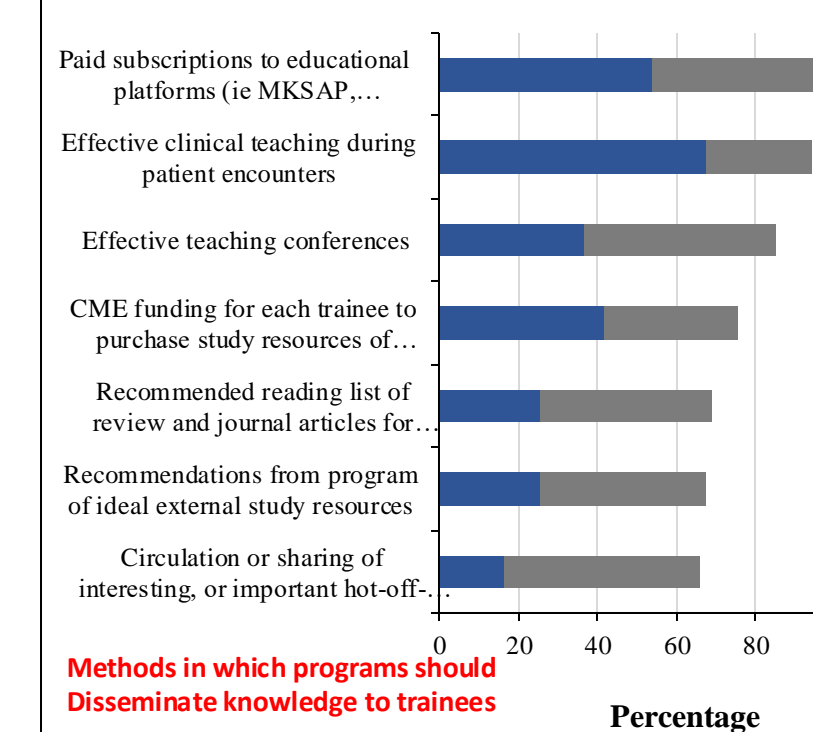 Paid subscriptions to educational
platforms (ie MKSAP,…
Effective clinical teaching during
patient encounters
Effective teaching conferences
CME funding for each trainee to
purchase study resources of…
Recommended reading list of
review and journal articles for…
Recommendations from program
of ideal external study resources
Circulation or sharing of
interesting, or important hot-off-…
0 20 40 60 80
Methods in which programs should
Disseminate knowledge to trainees
Percentage